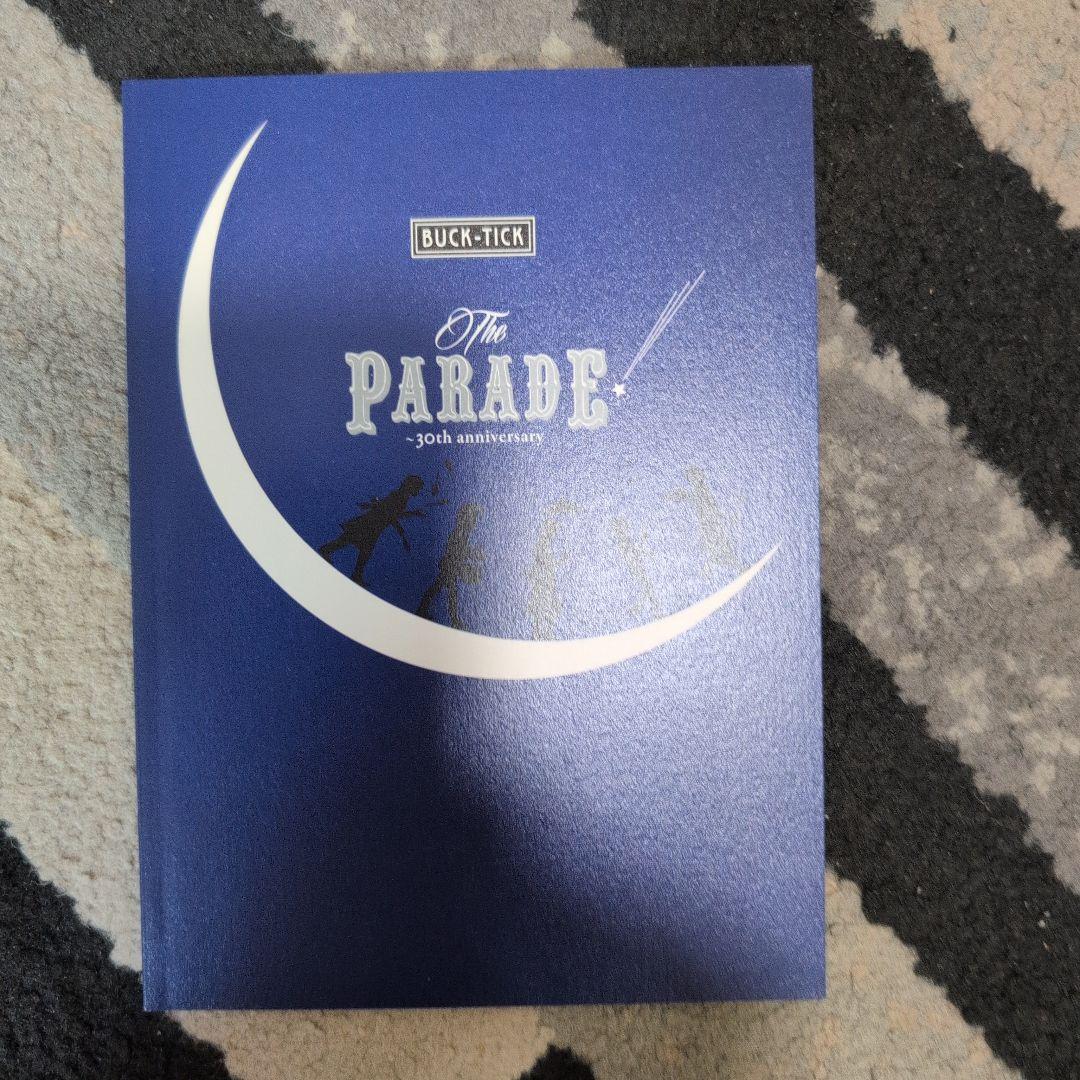 BUCK-TICK
The
PARADE
~30th anniversary